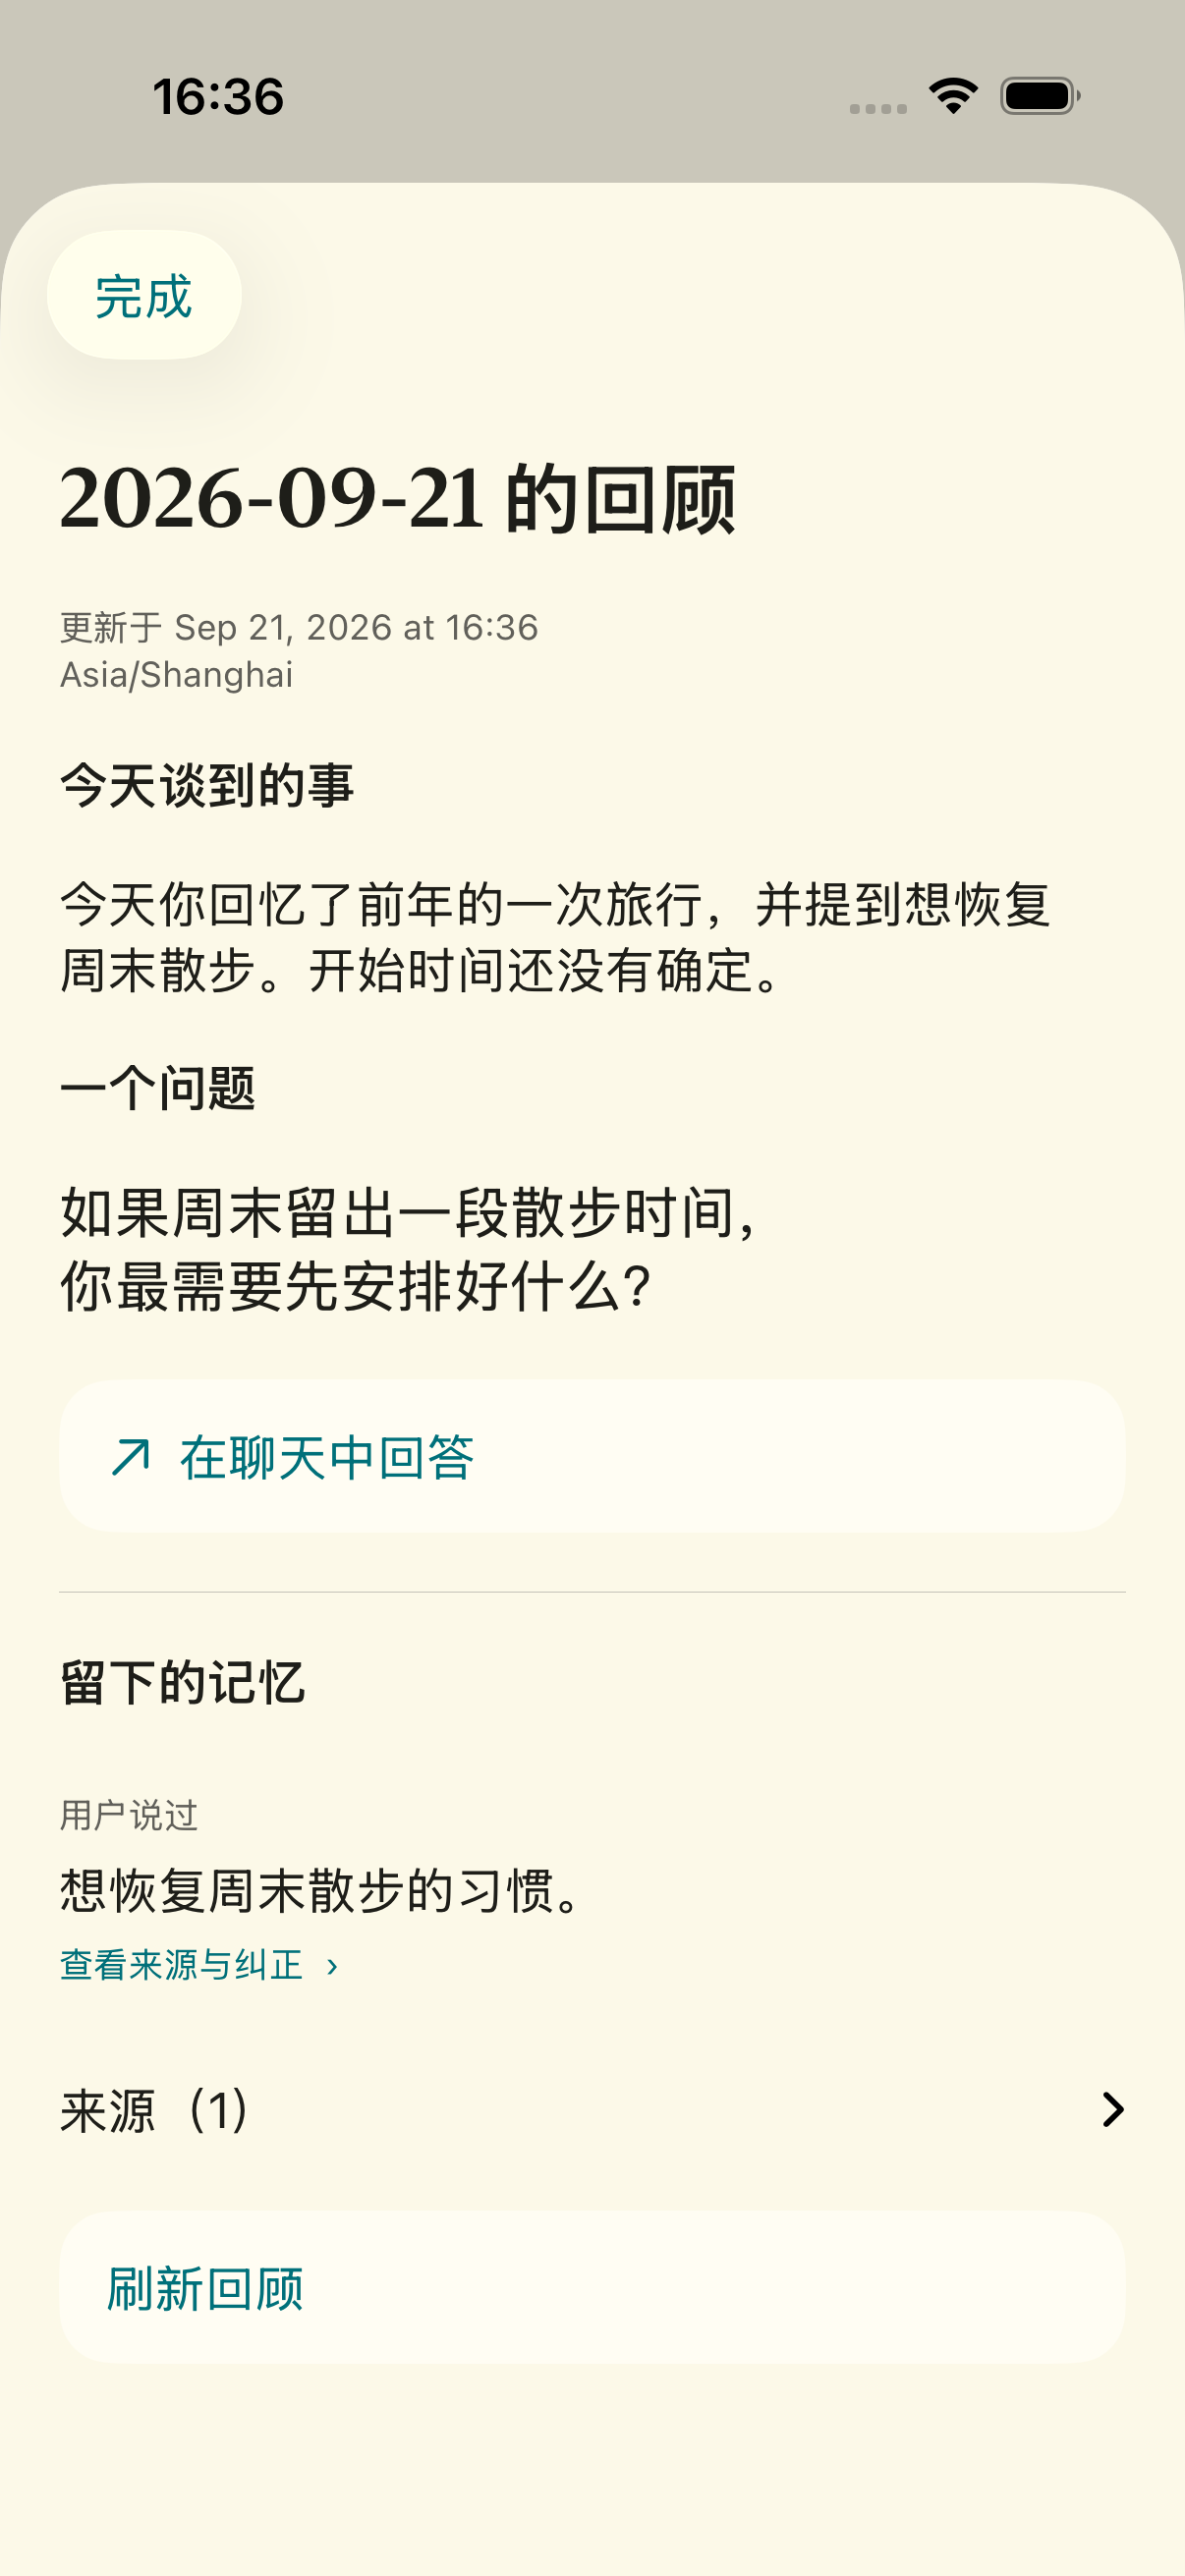 16:36
完成
2026-09-21 的回顾
更新于 Sep 21, 2026 at 16:36
Asia/Shanghai
今天谈到的事
今天你回忆了前年的一次旅行，并提到想恢复
周末散步。开始时间还没有确定。
一个问题
如果周末留出一段散步时间，
你最需要先安排好什么？
在聊天中回答
留下的记忆
用户说过
想恢复周末散步的习惯。
查看来源与纠正 ›
来源（1）
刷新回顾